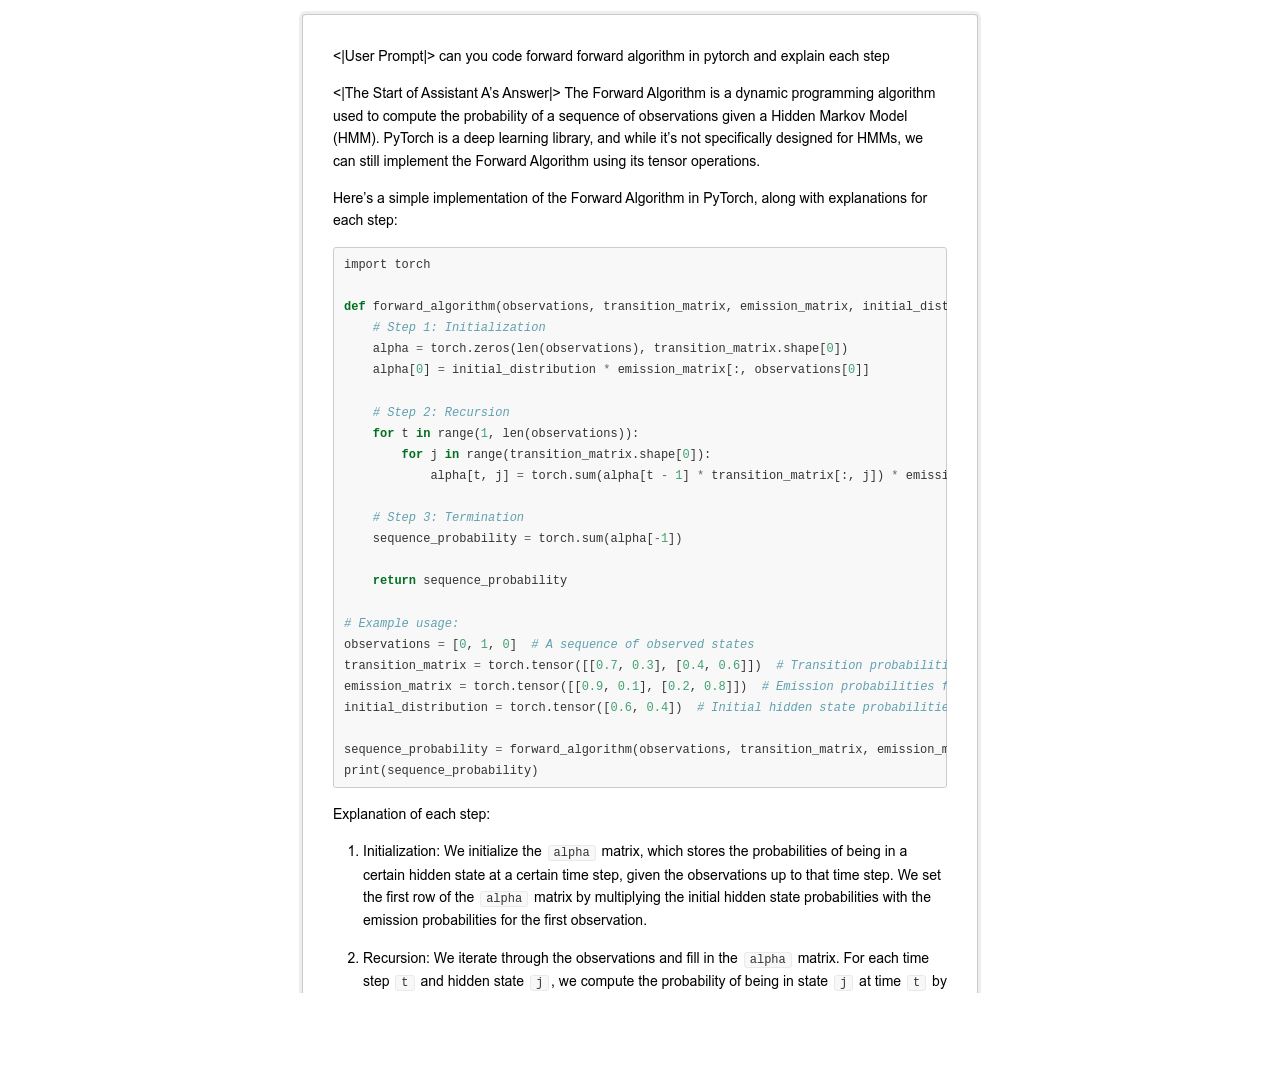 <|User Prompt|> can you code forward forward algorithm in pytorch and explain each step
<|The Start of Assistant A’s Answer|> The Forward Algorithm is a dynamic programming algorithm
used to compute the probability of a sequence of observations given a Hidden Markov Model
(HMM). PyTorch is a deep learning library, and while it’s not specifically designed for HMMs, we
can still implement the Forward Algorithm using its tensor operations.
Here’s a simple implementation of the Forward Algorithm in PyTorch, along with explanations for
each step:
import torch
def forward_algorithm(observations, transition_matrix, emission_matrix, initial_dist
    # Step 1: Initialization
    alpha = torch.zeros(len(observations), transition_matrix.shape[0])
    alpha[0] = initial_distribution * emission_matrix[:, observations[0]]
    # Step 2: Recursion
    for t in range(1, len(observations)):
        for j in range(transition_matrix.shape[0]):
            alpha[t, j] = torch.sum(alpha[t - 1] * transition_matrix[:, j]) * emissi
    # Step 3: Termination
    sequence_probability = torch.sum(alpha[-1])
    return sequence_probability
# Example usage:
observations = [0, 1, 0]  # A sequence of observed states
transition_matrix = torch.tensor([[0.7, 0.3], [0.4, 0.6]])  # Transition probabiliti
emission_matrix = torch.tensor([[0.9, 0.1], [0.2, 0.8]])  # Emission probabilities f
initial_distribution = torch.tensor([0.6, 0.4])  # Initial hidden state probabilitie
sequence_probability = forward_algorithm(observations, transition_matrix, emission_m
print(sequence_probability)
Explanation of each step:
1. Initialization: We initialize the alpha matrix, which stores the probabilities of being in a
certain hidden state at a certain time step, given the observations up to that time step. We set
the first row of the alpha matrix by multiplying the initial hidden state probabilities with the
emission probabilities for the first observation.
2. Recursion: We iterate through the observations and fill in the alpha matrix. For each time
step t and hidden state j, we compute the probability of being in state j at time t by